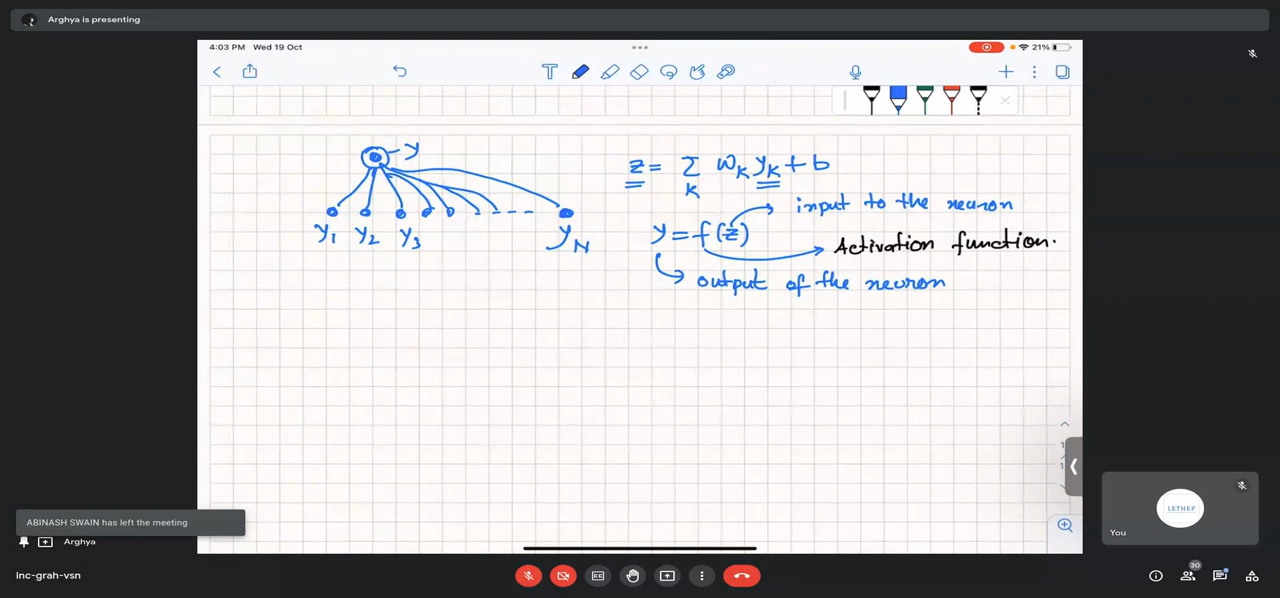 Arghya is presenting
4:03 PM Wed 19 Oct
21%
y
y₁ y₂ y₃ yN
z = Σ wₖ yₖ + b
k
input to the neuron
y = f(z)
Activation function.
output of the neuron
ABINASH SWAIN has left the meeting
Arghya
LETHEP
You
lnc-grah-vsn
30